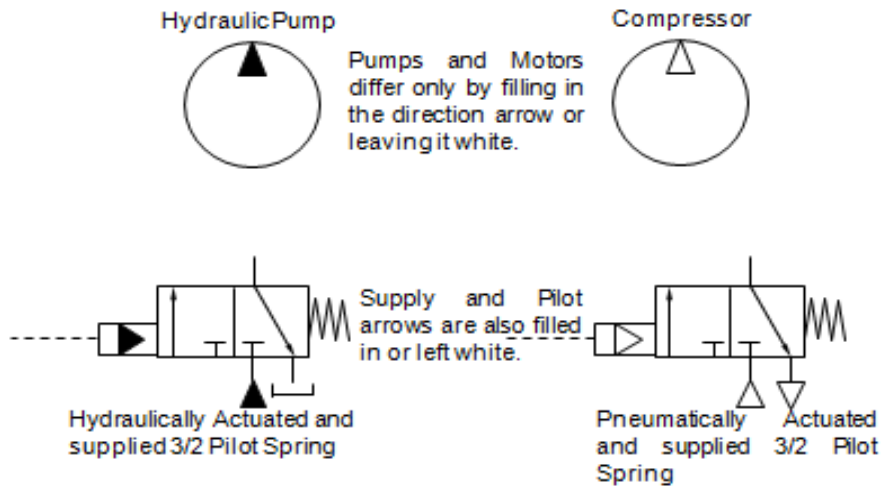 Hydraulic Pump
Compressor
Pumps and Motors
differ only by filling in
the direction arrow or
leaving it white.
Supply and Pilot
arrows are also filled
in or left white.
Hydraulically Actuated and
supplied 3/2 Pilot Spring
Pneumatically Actuated
and supplied 3/2 Pilot
Spring